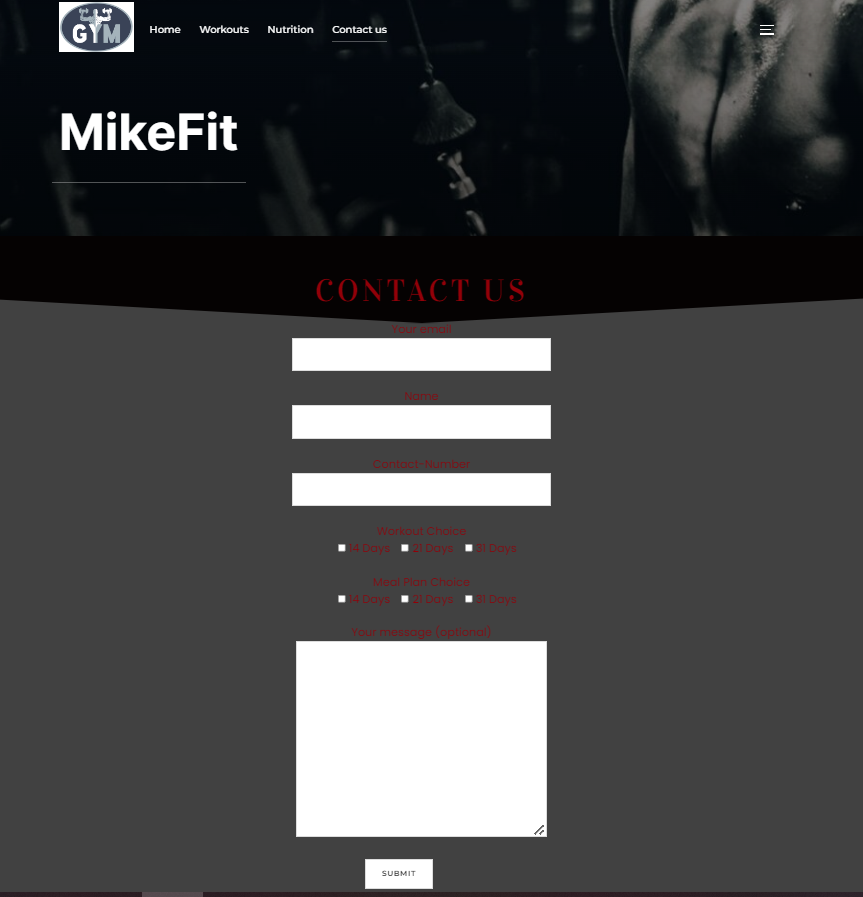 GYM
Home Workouts Nutrition Contact us
MikeFit
CONTACT US
Your email
Name
Contact-Number
Workout Choice
14 Days 21 Days 31 Days
Meal Plan Choice
14 Days 21 Days 31 Days
Your message (optional)
SUBMIT